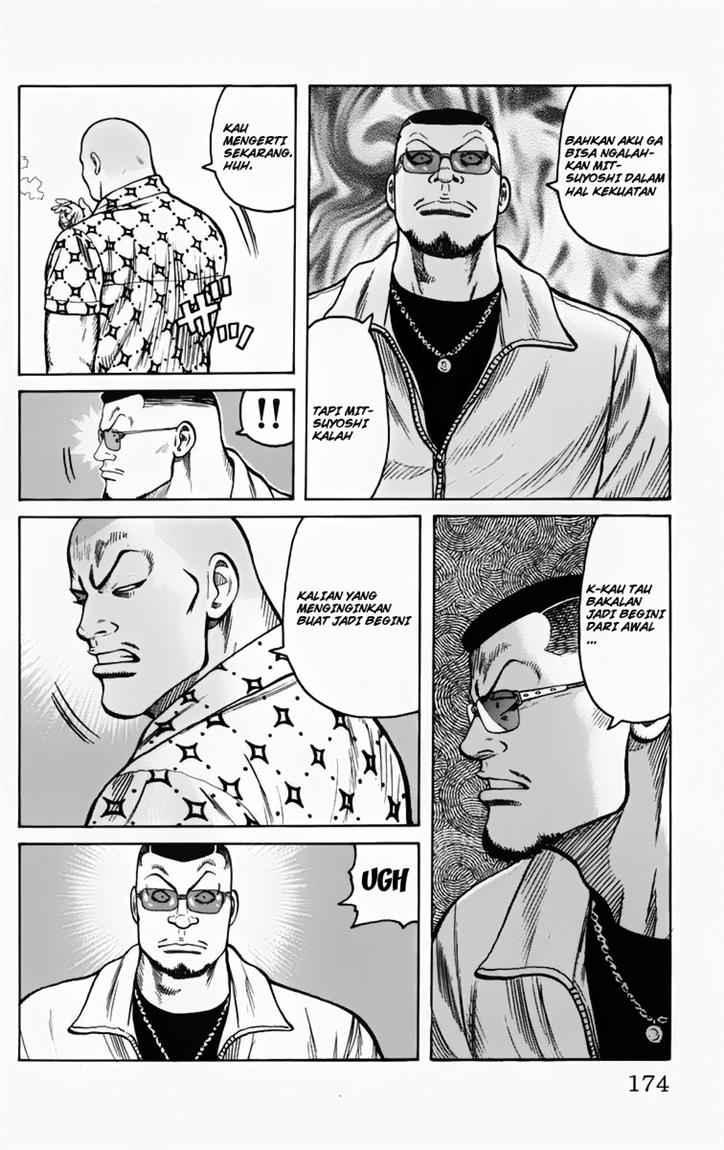 BAHKAN AKU GA
BISA NGALAH-
KAN MIT-
SUYOSHI DALAM
HAL KEKUATAN
TAPI MIT-
SUYOSHI
KALAH
KAU
MENGERTI
SEKARANG.
HUH.
!!
K-KAU TAU
BAKALAN
JADI BEGINI
DARI AWAL
...
KALIAN YANG
MENGINGINKAN
BUAT JADI BEGINI
UGH
174